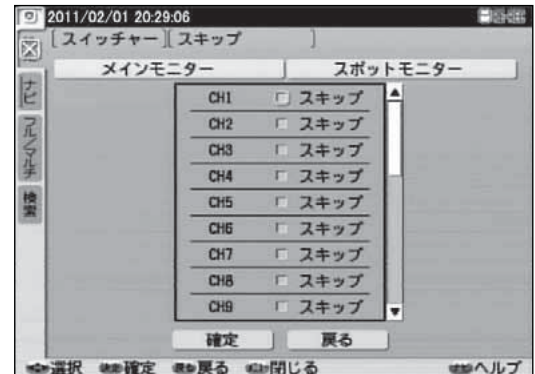 2011/02/01 20:29:06
スイッチャー スキップ
メインモニター スポットモニター
ナビ
フル/マルチ
検索
CH1 スキップ
CH2 スキップ
CH3 スキップ
CH4 スキップ
CH5 スキップ
CH6 スキップ
CH7 スキップ
CH8 スキップ
CH9 スキップ
確定 戻る
選択 確定 戻る 閉じる ヘルプ